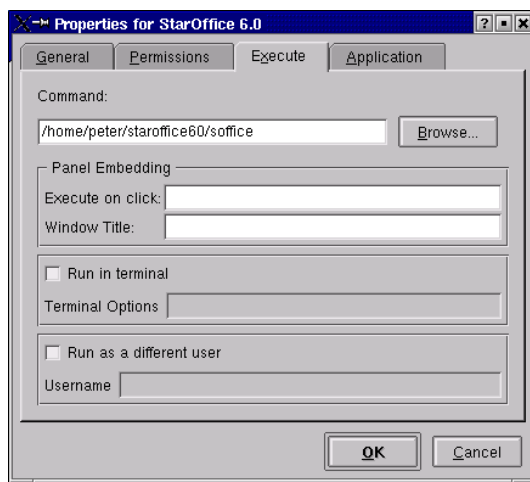 Properties for StarOffice 6.0
General Permissions Execute Application
Command:
/home/peter/staroffice60/soffice Browse...
Panel Embedding
Execute on click:
Window Title:
Run in terminal
Terminal Options
Run as a different user
Username
OK Cancel